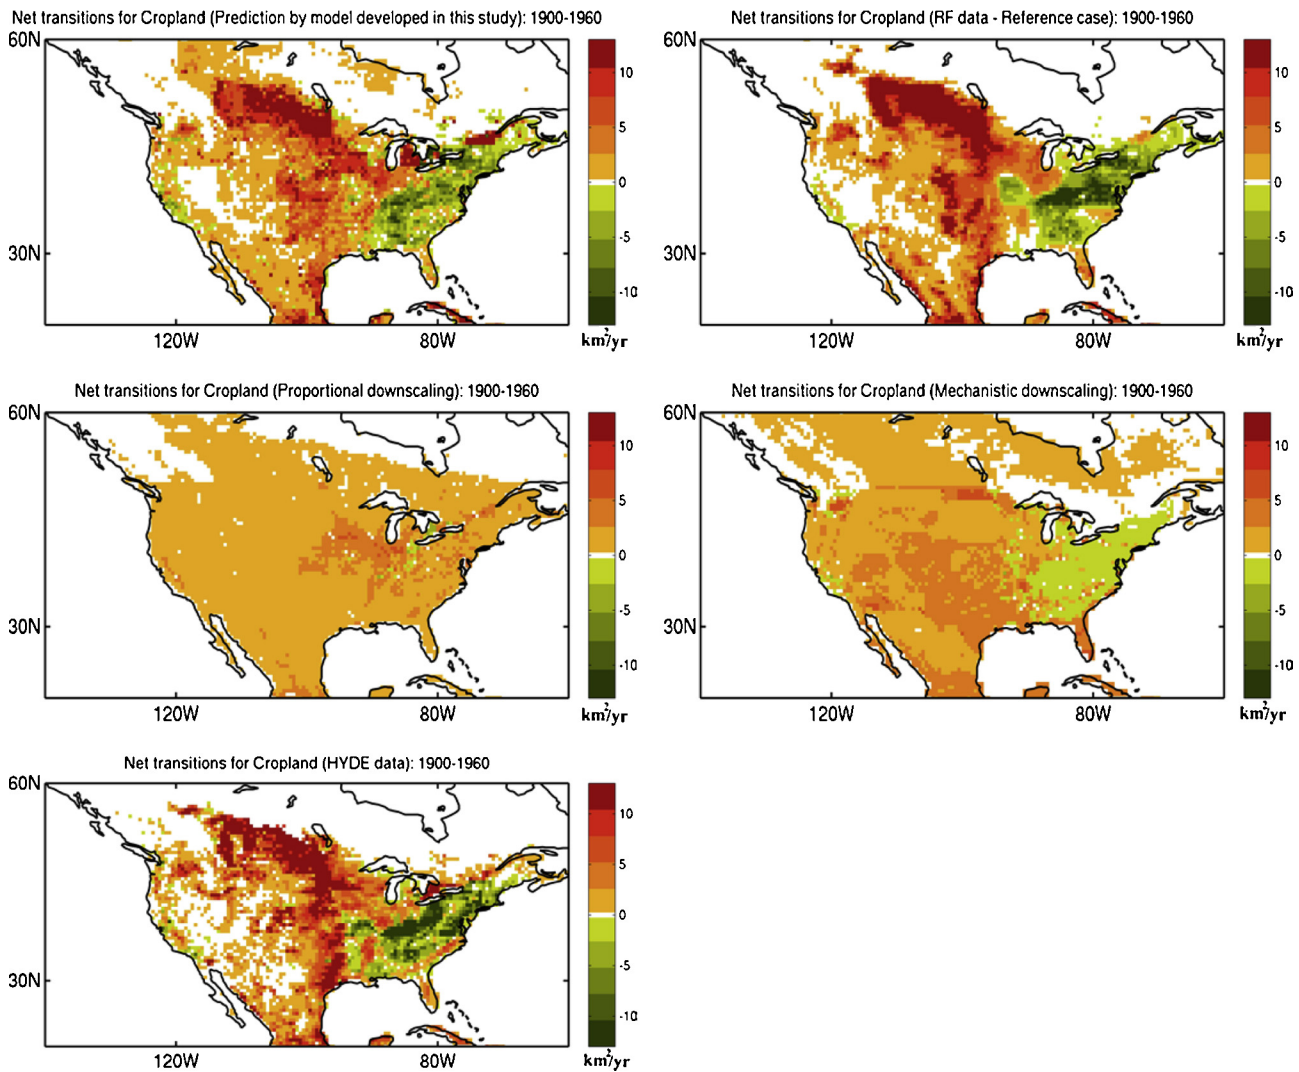 Net transitions for Cropland (Prediction by model developed in this study): 1900-1960
60N
30N
120W
80W
10
5
0
-5
-10
km²/yr
Net transitions for Cropland (RF data - Reference case): 1900-1960
60N
30N
120W
80W
10
5
0
-5
-10
km²/yr
Net transitions for Cropland (Proportional downscaling): 1900-1960
60N
30N
120W
80W
10
5
0
-5
-10
km²/yr
Net transitions for Cropland (Mechanistic downscaling): 1900-1960
60N
30N
120W
80W
10
5
0
-5
-10
km²/yr
Net transitions for Cropland (HYDE data): 1900-1960
60N
30N
120W
80W
10
5
0
-5
-10
km²/yr